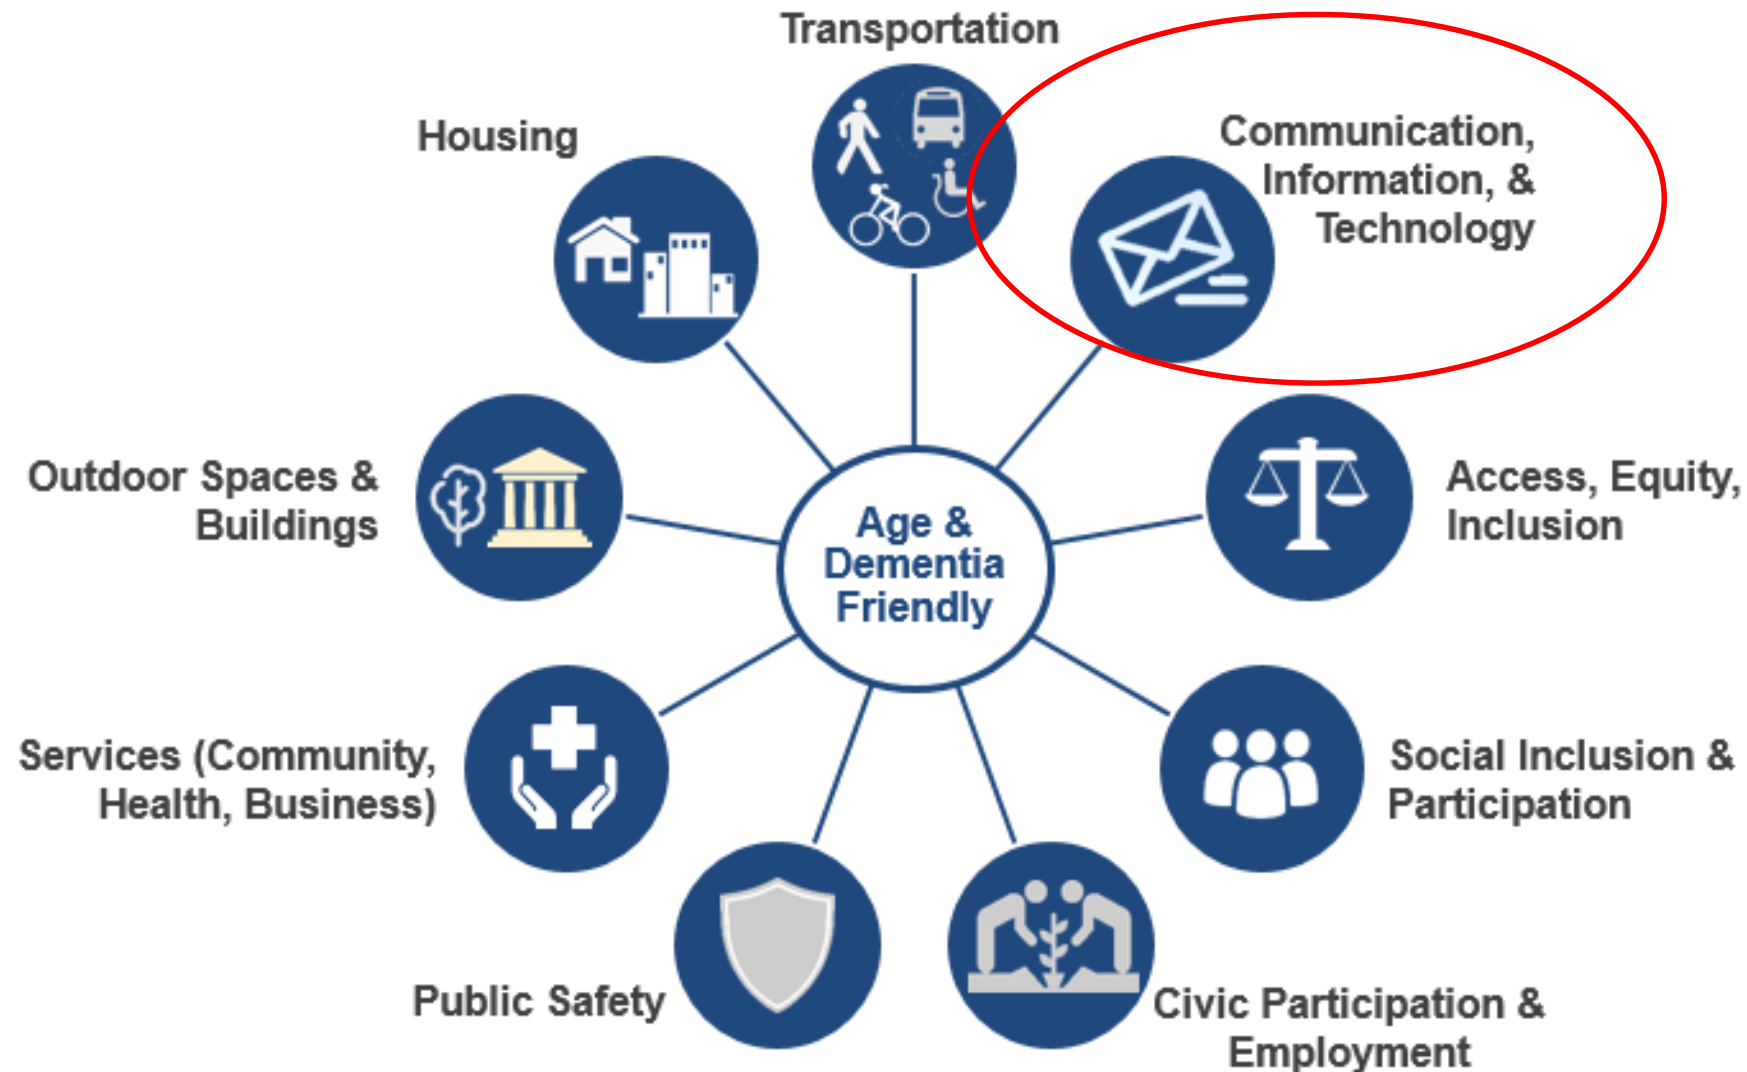 Transportation
Housing
Communication,
Information, &
Technology
Outdoor Spaces &
Buildings
Age &
Dementia
Friendly
Access, Equity,
Inclusion
Services (Community,
Health, Business)
Social Inclusion &
Participation
Public Safety
Civic Participation &
Employment